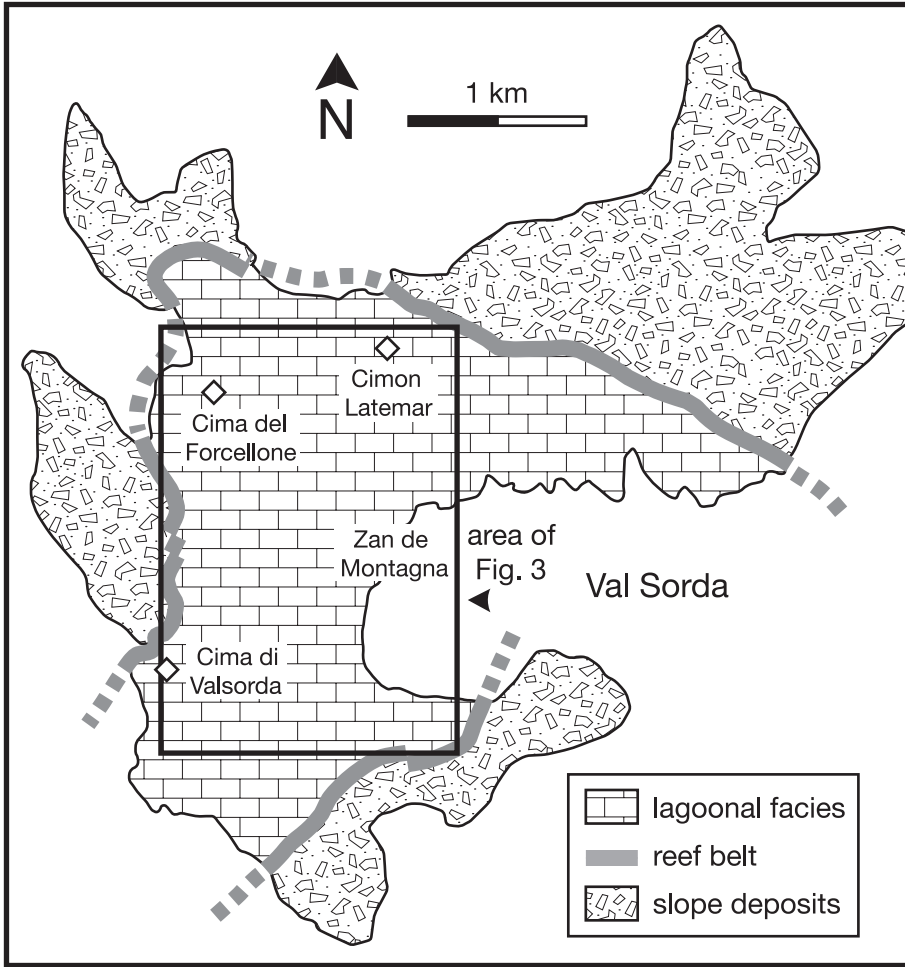 1 km
N
Cimon
Latemar
Cima del
Forcellone
Zan de
Montagna
area of
Fig. 3
Val Sorda
Cima di
Valsorda
lagoonal facies
reef belt
slope deposits